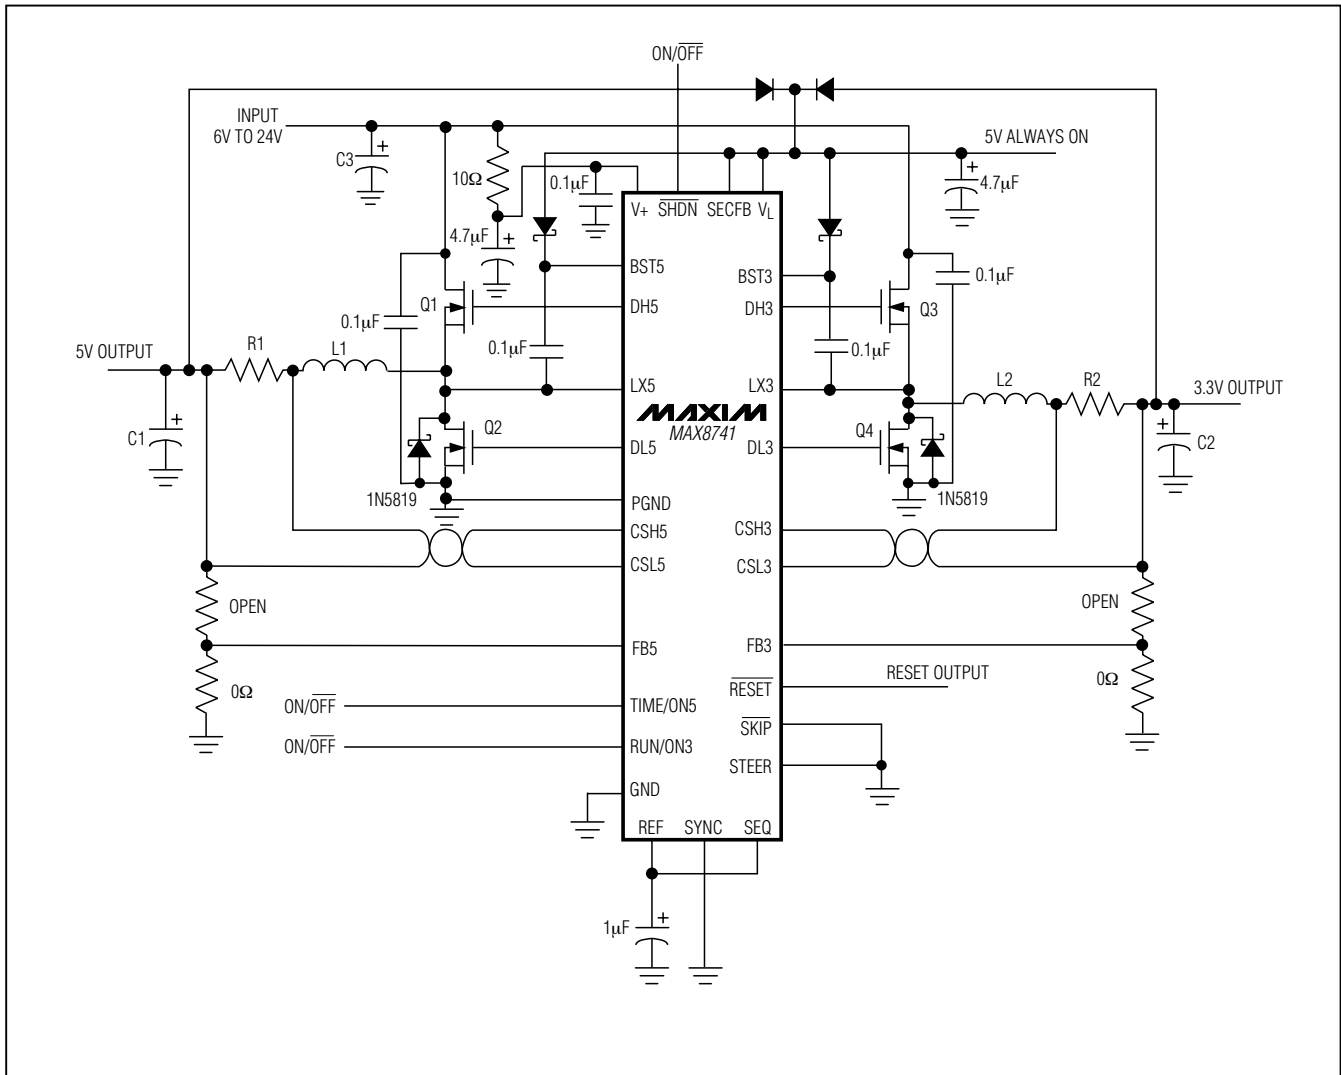 ON/OFF
INPUT
6V TO 24V
5V ALWAYS ON
C3
10Ω
0.1µF
4.7µF
4.7µF
V+ SHDN SECFB VL
BST5
BST3
0.1µF
Q1
DH5
DH3
Q3
0.1µF
5V OUTPUT
R1
L1
0.1µF
0.1µF
LX5
LX3
L2
R2
3.3V OUTPUT
MAXIM
MAX8741
C1
Q2
Q4
C2
DL5
DL3
1N5819
1N5819
PGND
CSH5
CSH3
CSL5
CSL3
OPEN
OPEN
FB5
FB3
0Ω
0Ω
RESET
RESET OUTPUT
ON/OFF
TIME/ON5
SKIP
ON/OFF
RUN/ON3
STEER
GND
REF SYNC SEQ
1µF
+
+
+
+
+
+
+